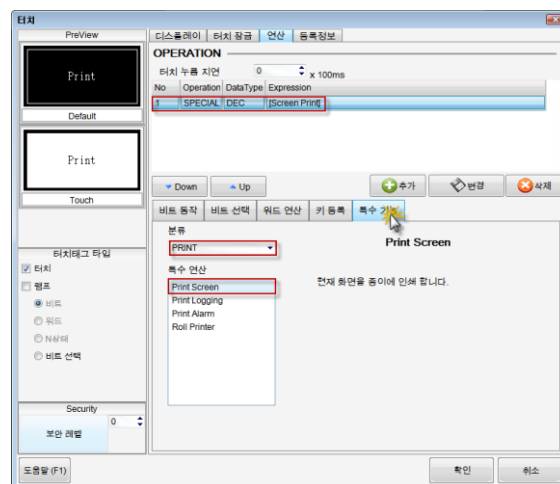 터치
PreView
Print
Default
Print
Touch
터치태그 타입
터치
램프
비트
워드
N상태
비트 선택
Security
보안 레벨
0
디스플레이 터치 잠금 연산 등록정보
OPERATION
터치 누름 지연 0 x 100ms
No Operation DataType Expression
1 SPECIAL DEC [Screen Print]
Down Up 추가 변경 삭제
비트 동작 비트 선택 워드 연산 키 등록 특수
분류
PRINT
특수 연산
Print Screen
Print Logging
Print Alarm
Roll Printer
Print Screen
현재 화면을 종이에 인쇄 합니다.
도움말 (F1) 확인 취소